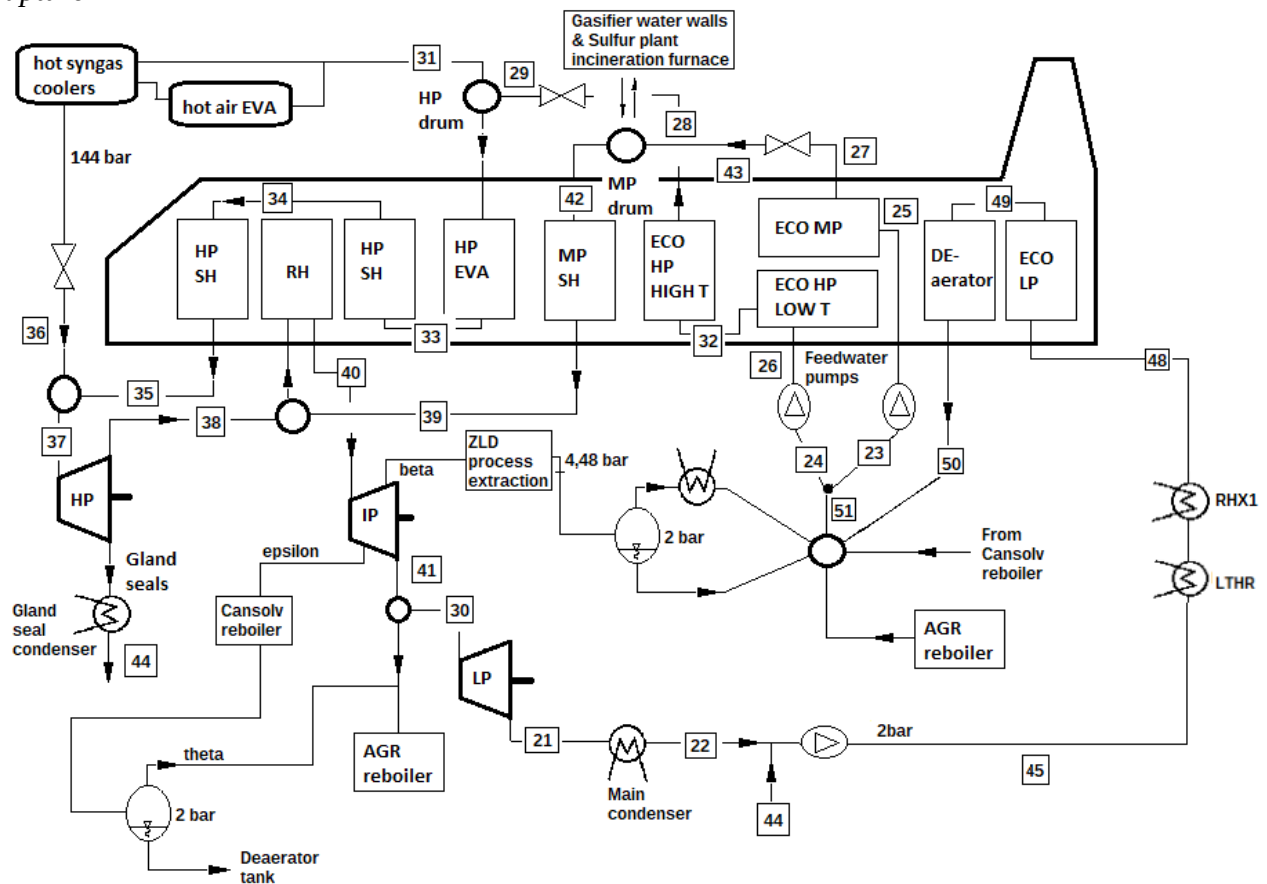 Gasifier water walls
& Sulfur plant
incineration furnace
hot syngas
coolers
hot air EVA
31
29
HP
drum
28
27
144 bar
MP
drum
43
34
42
25
49
HP
SH
RH
HP
SH
HP
EVA
MP
SH
ECO
HP
HIGH T
ECO MP
ECO HP
LOW T
DE-
aerator
ECO
LP
33
32
36
35
40
26
Feedwater
pumps
48
38
39
37
HP
beta
ZLD
process
extraction
4,48 bar
24
23
50
IP
2 bar
51
RHX1
LTHR
From
Cansolv
reboiler
Gland
seals
Gland
seal
condenser
44
epsilon
Cansolv
reboiler
41
30
AGR
reboiler
LP
theta
2 bar
AGR
reboiler
21
22
Main
condenser
44
2bar
45
Deaerator
tank